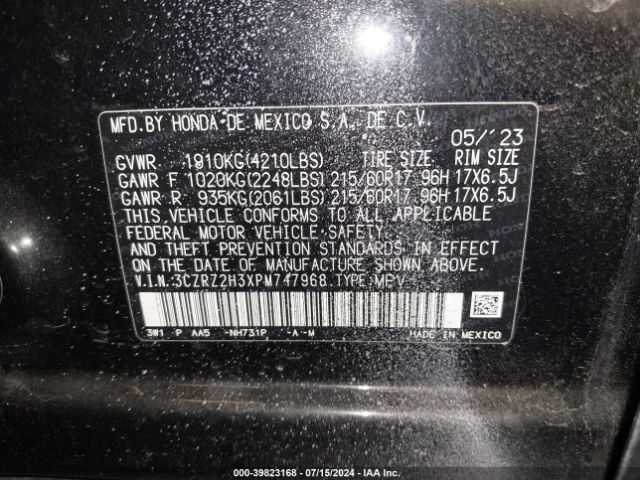 MFD. BY HONDA DE MEXICO S.A. DE C.V.
05/'23
GVWR. 1910KG(4210LBS) TIRE SIZE RIM SIZE
GAWR F 1020KG(2248LBS) 215/60R17 96H 17X6.5J
GAWR R. 935KG(2061LBS) 215/60R17 96H 17X6.5J
THIS VEHICLE CONFORMS TO ALL APPLICABLE
FEDERAL MOTOR VEHICLE SAFETY.
AND THEFT PREVENTION STANDARDS IN EFFECT
ON THE DATE OF MANUFACTURE SHOWN ABOVE.
V.I.N.:3CZRZ2H3XPM747968 TYPE:MPV
3W1 P AA5 -NH731P -A-M MADE IN MEXICO
000-39823168 - 07/15/2024 - IAA Inc.